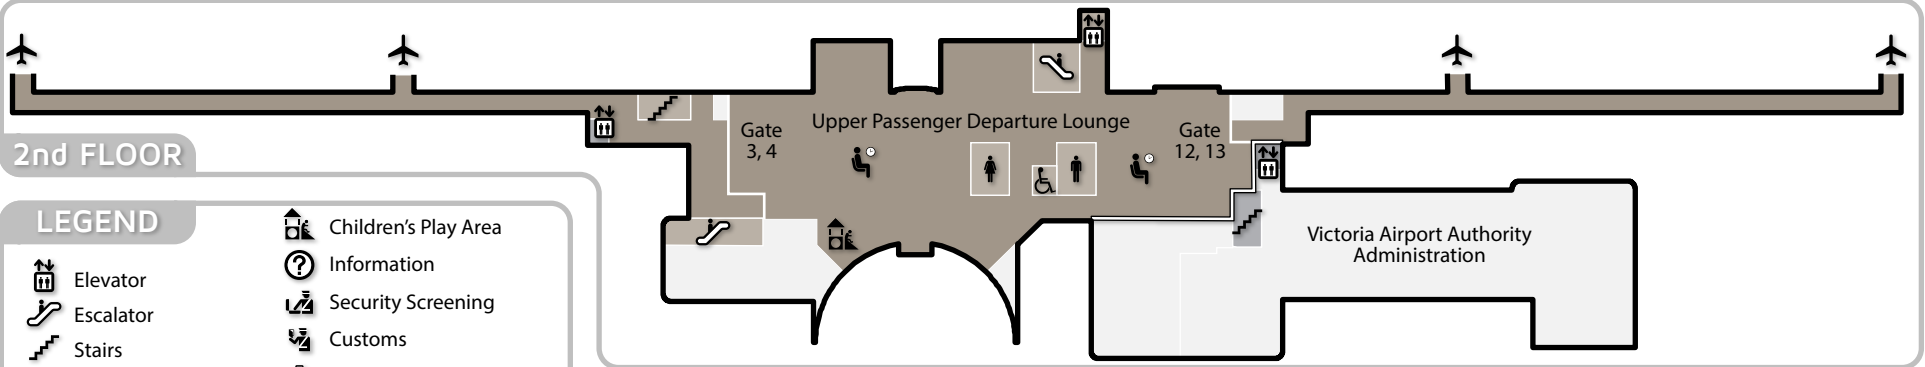 Upper Passenger Departure Lounge
Gate
3, 4
Gate
12, 13
2nd FLOOR
LEGEND
Elevator
Escalator
Stairs
Children’s Play Area
Information
Security Screening
Customs
Victoria Airport Authority
Administration